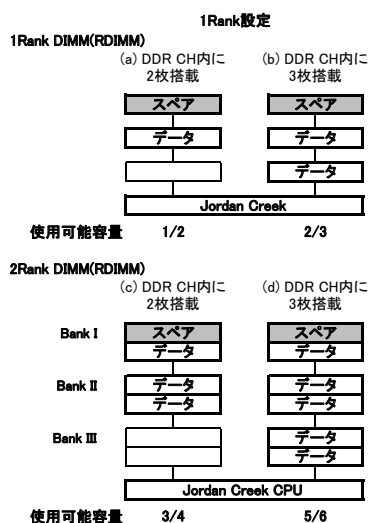 1Rank設定
1Rank DIMM(RDIMM)
(a) DDR CH内に
2枚搭載
(b) DDR CH内に
3枚搭載
スペア
スペア
データ
データ
データ
Jordan Creek
使用可能容量 1/2 2/3
2Rank DIMM(RDIMM)
(c) DDR CH内に
2枚搭載
(d) DDR CH内に
3枚搭載
Bank I
スペア
データ
スペア
データ
Bank II
データ
データ
データ
データ
Bank III
データ
データ
Jordan Creek CPU
使用可能容量 3/4 5/6